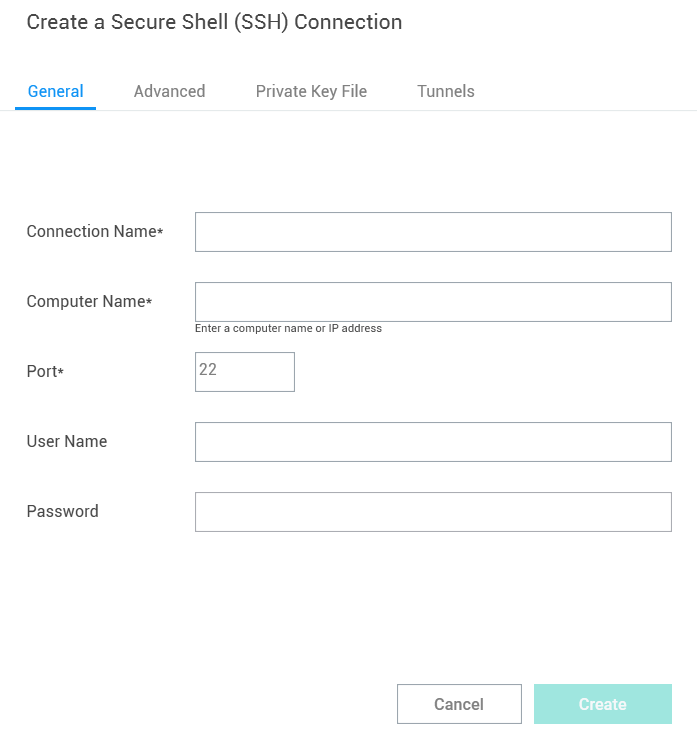 Create a Secure Shell (SSH) Connection
General Advanced Private Key File Tunnels
Connection Name*
Computer Name*
Enter a computer name or IP address
Port* 22
User Name
Password
Cancel Create